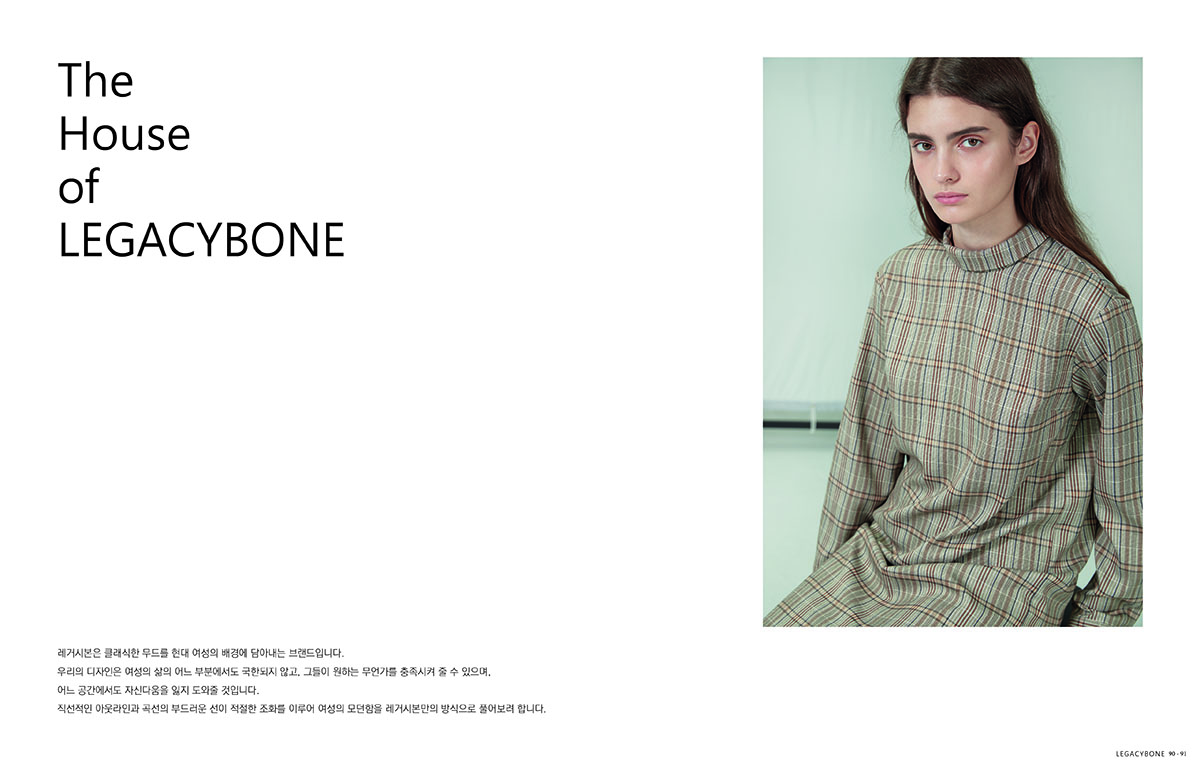 The
House
of
LEGACYBONE
레거시본은 클래식한 무드를 현대 여성의 배경에 담아내는 브랜드입니다.
우리의 디자인은 여성의 삶의 어느 부분에서도 국한되지 않고, 그들이 원하는 무언가를 충족시켜 줄 수 있으며,
어느 공간에서도 자신다움을 잃지 도와줄 것입니다.
직선적인 아웃라인과 곡선의 부드러운 선이 적절한 조화를 이루어 여성의 모던함을 레거시본만의 방식으로 풀어보려 합니다.
LEGACYBONE 90 - 91